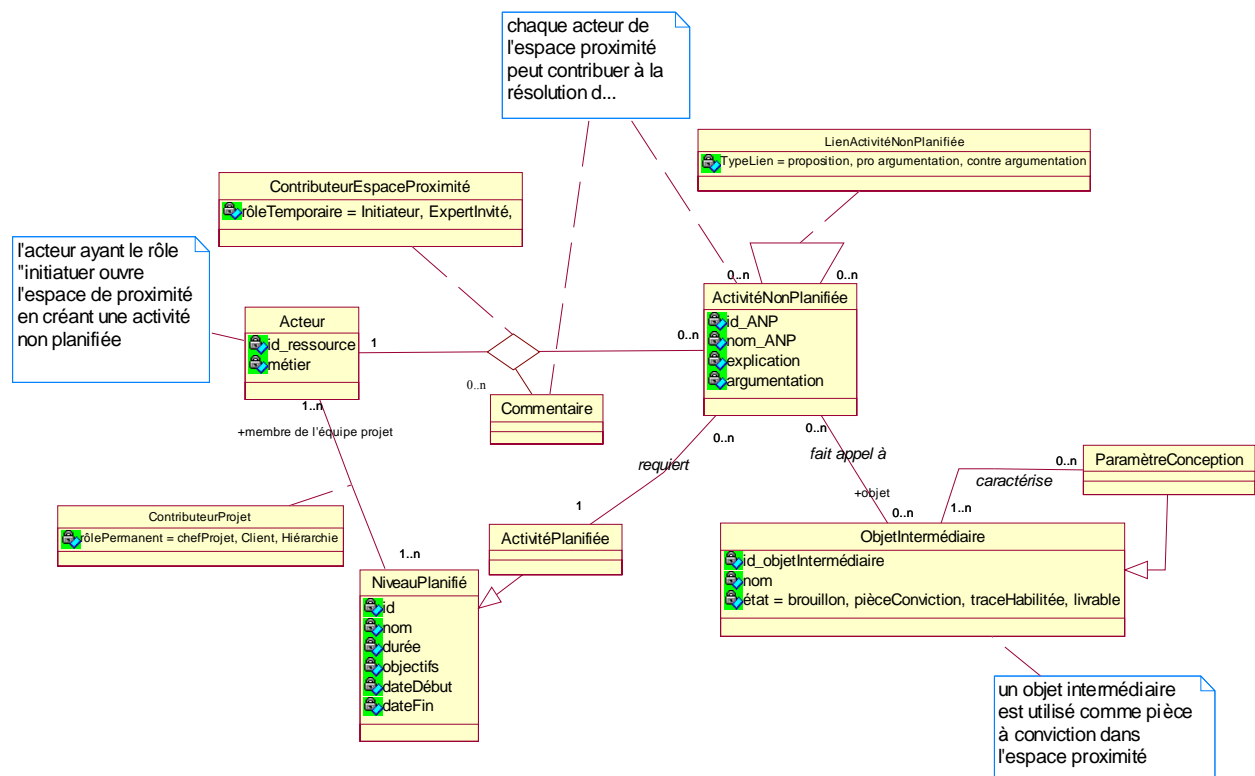 chaque acteur de
l'espace proximité
peut contribuer à la
résolution d...
LienActivitéNonPlanifiée
TypeLien = proposition, pro argumentation, contre argumentation
ContributeurEspaceProximité
rôleTemporaire = Initiateur, ExpertInvité,
l'acteur ayant le rôle
"initiatuer ouvre
l'espace de proximité
en créant une activité
non planifiée
0..n
0..n
ActivitéNonPlanifiée
id_ANP
nom_ANP
explication
argumentation
Acteur
id_ressource
métier
1
0..n
0..n
Commentaire
1..n
+membre de l'équipe projet
0..n
requiert
0..n
fait appel à
+objet
0..n
0..n
caractérise
1..n
ParamètreConception
ContributeurProjet
rôlePermanent = chefProjet, Client, Hiérarchie
1
ActivitéPlanifiée
1..n
NiveauPlanifié
id
nom
durée
objectifs
dateDébut
dateFin
ObjetIntermédiaire
id_objetIntermédiaire
nom
état = brouillon, pièceConviction, traceHabilitée, livrable
un objet intermédiaire
est utilisé comme pièce
à conviction dans
l'espace proximité